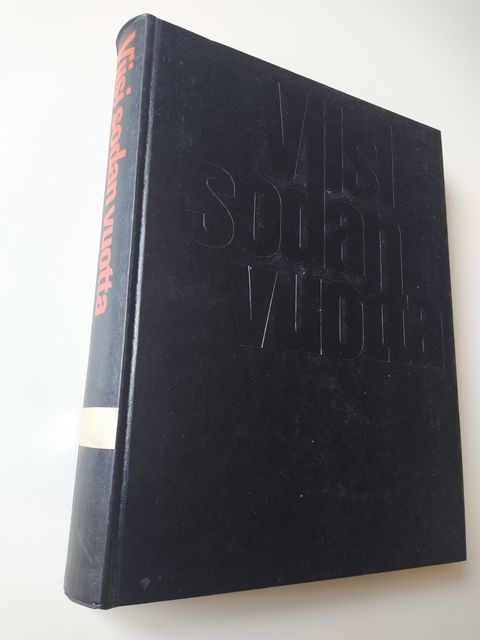 Viisi sodan vuotta
Viisi
sodan
vuotta